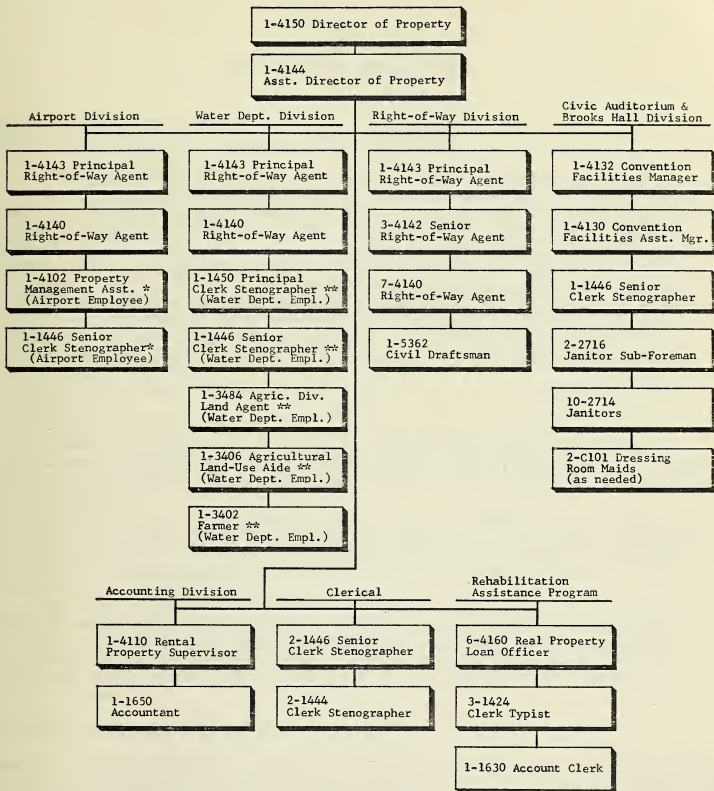 1-4150 Director of Property
1-4144
Asst. Director of Property
Airport Division
1-4143 Principal
Right-of-Way Agent
1-4140
Right-of-Way Agent
1-4102 Property
Management Asst. *
(Airport Employee)
1-1446 Senior
Clerk Stenographer*
(Airport Employee)
Water Dept. Division
1-4143 Principal
Right-of-Way Agent
1-4140
Right-of-Way Agent
1-1450 Principal
Clerk Stenographer **
(Water Dept. Empl.)
1-1446 Senior
Clerk Stenographer **
(Water Dept. Empl.)
1-3484 Agric. Div.
Land Agent **
(Water Dept. Empl.)
1-3406 Agricultural
Land-Use Aide **
(Water Dept. Empl.)
1-3402
Farmer **
(Water Dept. Empl.)
Right-of-Way Division
1-4143 Principal
Right-of-Way Agent
3-4142 Senior
Right-of-Way Agent
7-4140
Right-of-Way Agent
1-5362
Civil Draftsman
Civic Auditorium &
Brooks Hall Division
1-4132 Convention
Facilities Manager
1-4130 Convention
Facilities Asst. Mgr.
1-1446 Senior
Clerk Stenographer
2-2716
Janitor Sub-Foreman
10-2714
Janitors
2-C101 Dressing
Room Maids
(as needed)
Accounting Division
1-4110 Rental
Property Supervisor
1-1650
Accountant
Clerical
2-1446 Senior
Clerk Stenographer
2-1444
Clerk Stenographer
Rehabilitation
Assistance Program
6-4160 Real Property
Loan Officer
3-1424
Clerk Typist
1-1630 Account Clerk